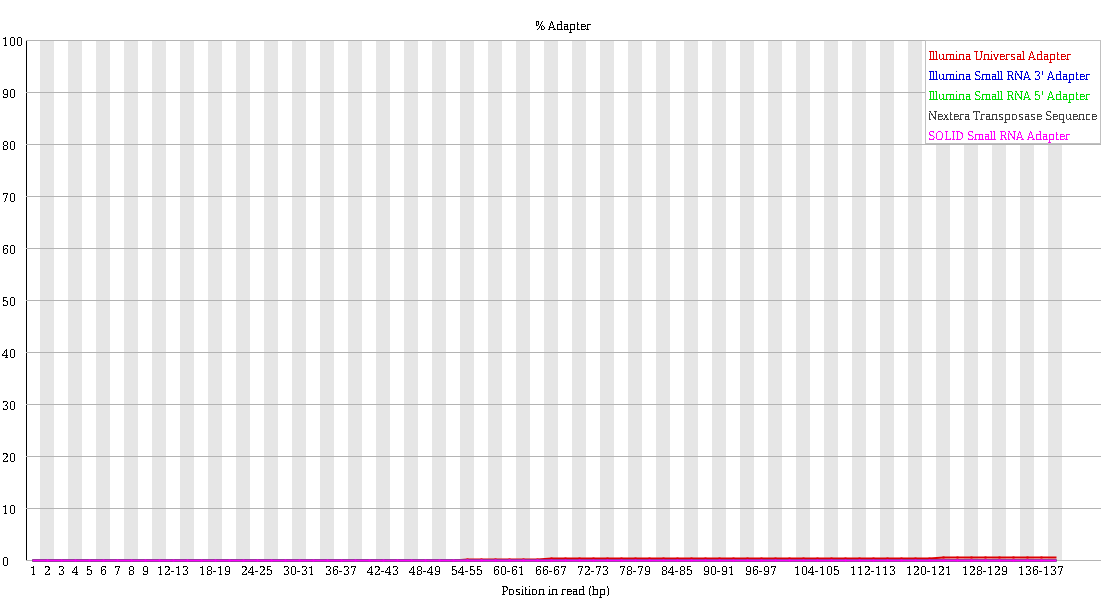 % Adapter
100
90
80
70
60
50
40
30
20
10
0
Illumina Universal Adapter
Illumina Small RNA 3' Adapter
Illumina Small RNA 5' Adapter
Nextera Transposase Sequence
SOLID Small RNA Adapter
1 2 3 4 5 6 7 8 9 12-13 18-19 24-25 30-31 36-37 42-43 48-49 54-55 60-61 66-67 72-73 78-79 84-85 90-91 96-97 104-105 112-113 120-121 128-129 136-137
Position in read (bp)